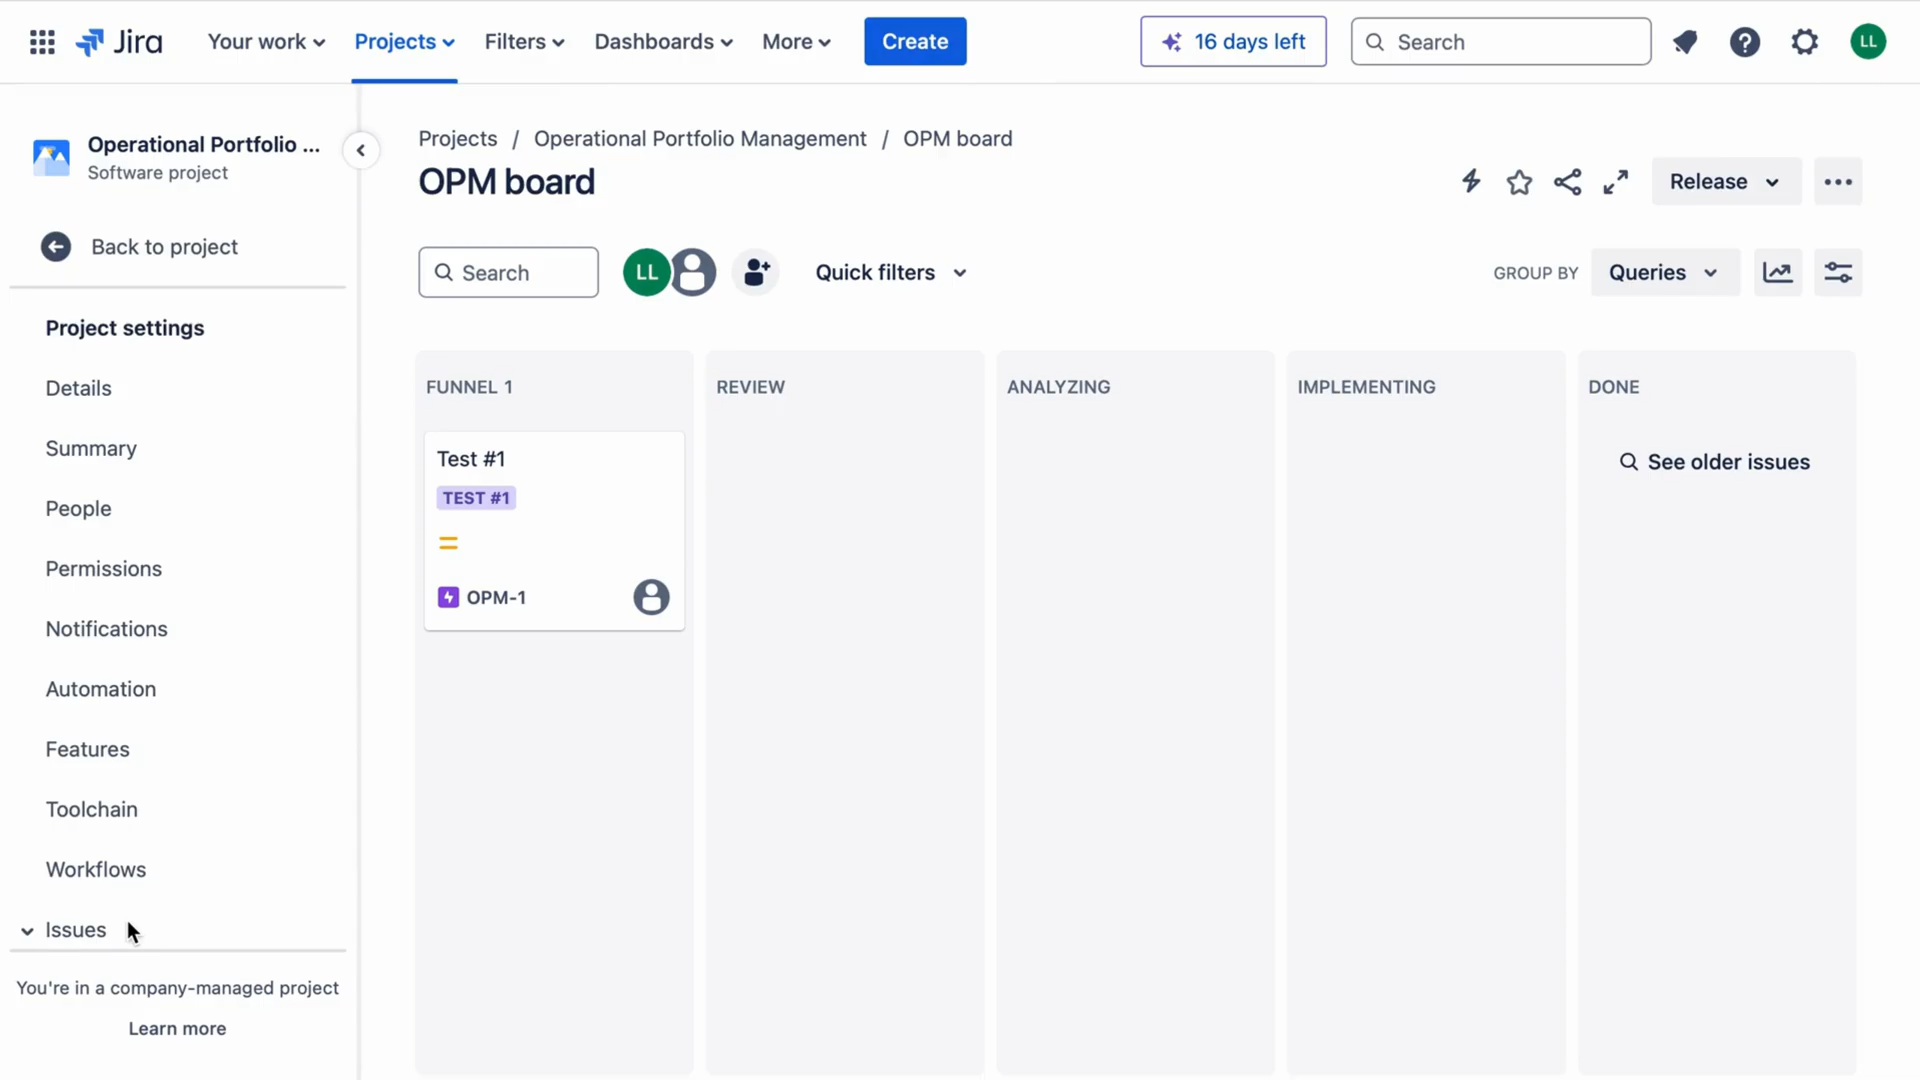 Jira
Your work
Projects
Filters
Dashboards
More
Create
16 days left
Search
LL
Operational Portfolio ...
Software project
Back to project
Project settings
Details
Summary
People
Permissions
Notifications
Automation
Features
Toolchain
Workflows
Issues
You're in a company-managed project
Learn more
Projects / Operational Portfolio Management / OPM board
OPM board
Release
Search
LL
Quick filters
GROUP BY
Queries
FUNNEL 1
Test #1
TEST #1
OPM-1
REVIEW
ANALYZING
IMPLEMENTING
DONE
See older issues